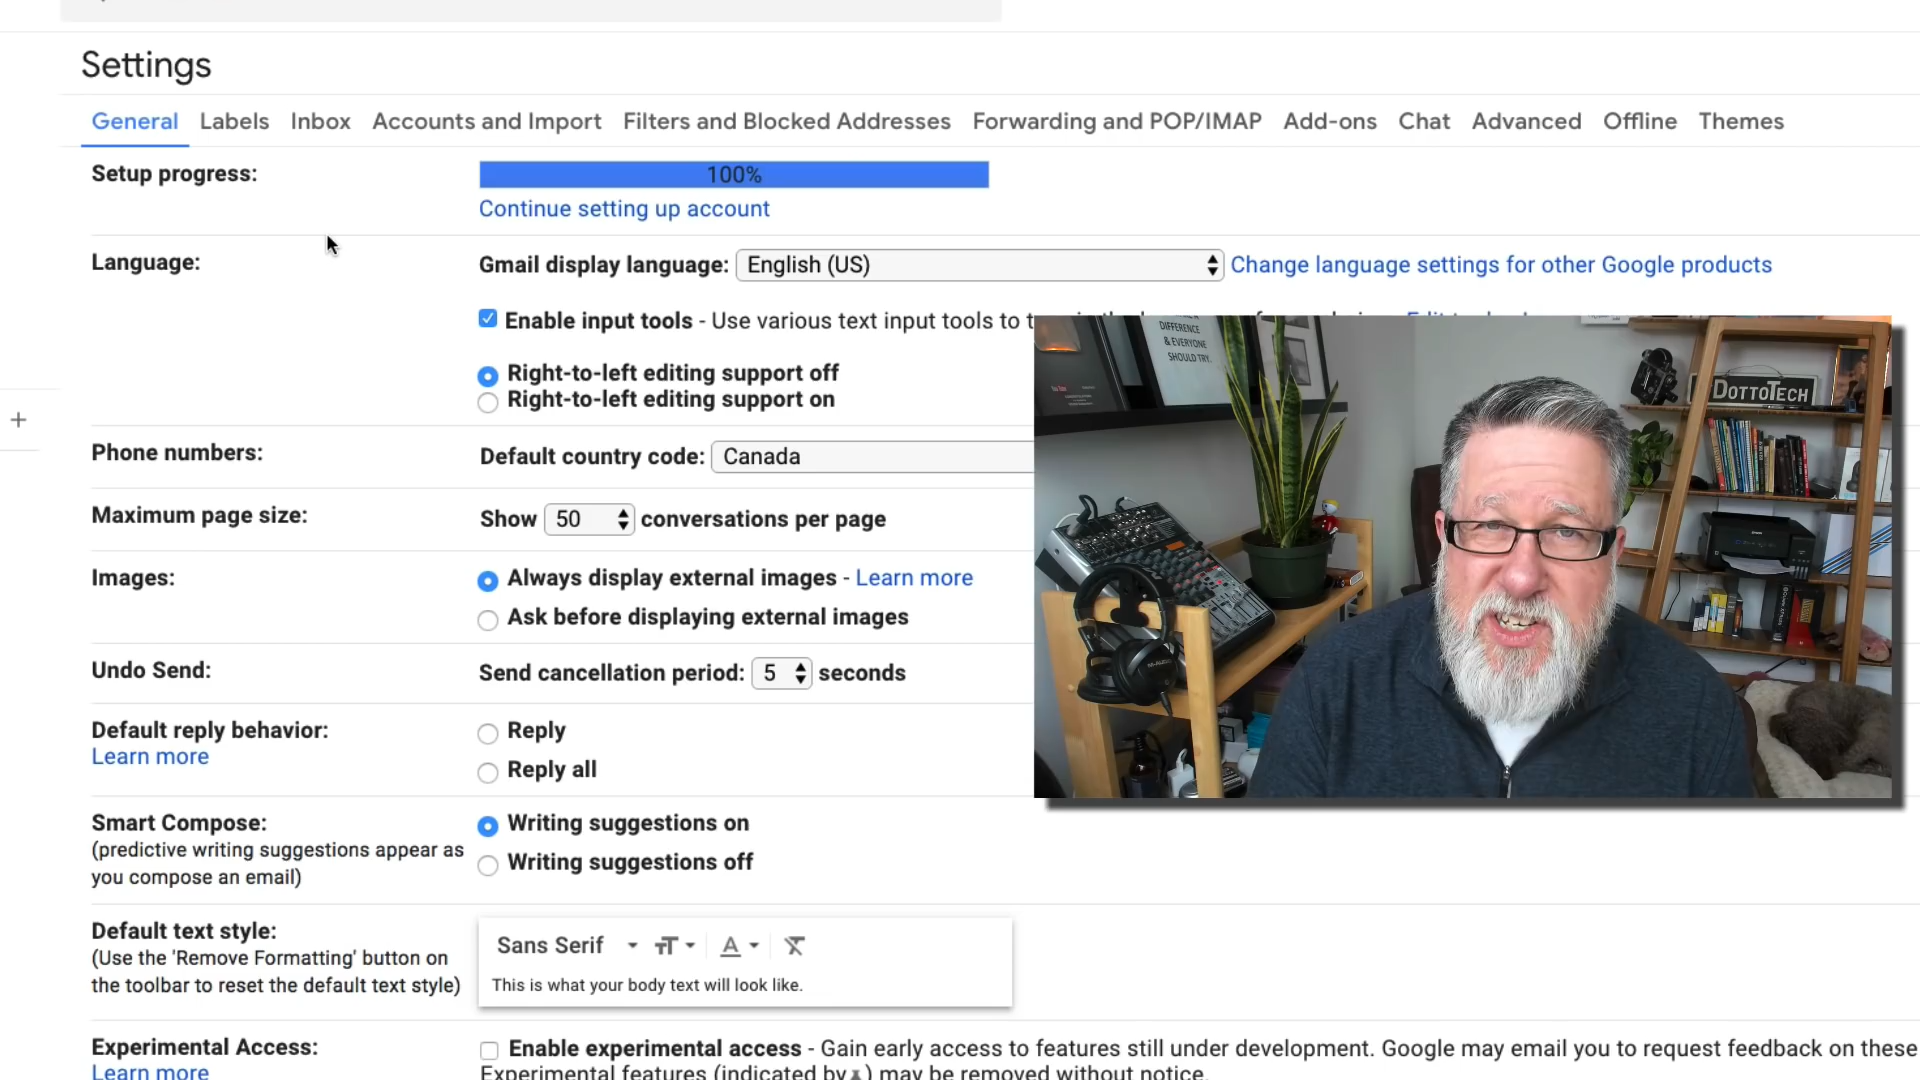 Settings
General Labels Inbox Accounts and Import Filters and Blocked Addresses Forwarding and POP/IMAP Add-ons Chat Advanced Offline Themes
Setup progress: 100%
Continue setting up account
Language: Gmail display language: English (US) Change language settings for other Google products
Enable input tools - Use various text input tools to
Right-to-left editing support off
Right-to-left editing support on
Phone numbers: Default country code: Canada
Maximum page size: Show 50 conversations per page
Images: Always display external images - Learn more
Ask before displaying external images
Undo Send: Send cancellation period: 5 seconds
Default reply behavior: Reply
Learn more
Reply all
Smart Compose: Writing suggestions on
(predictive writing suggestions appear as
you compose an email)
Writing suggestions off
Default text style:
(Use the 'Remove Formatting' button on
the toolbar to reset the default text style)
Sans Serif
This is what your body text will look like.
Experimental Access: Enable experimental access - Gain early access to features still under development. Google may email you to request feedback on these
Learn more
Experimental features (indicated by ) may be removed without notice.
DIFFERENCE
& EVERYONE
SHOULD TRY.
DOTTOTECH